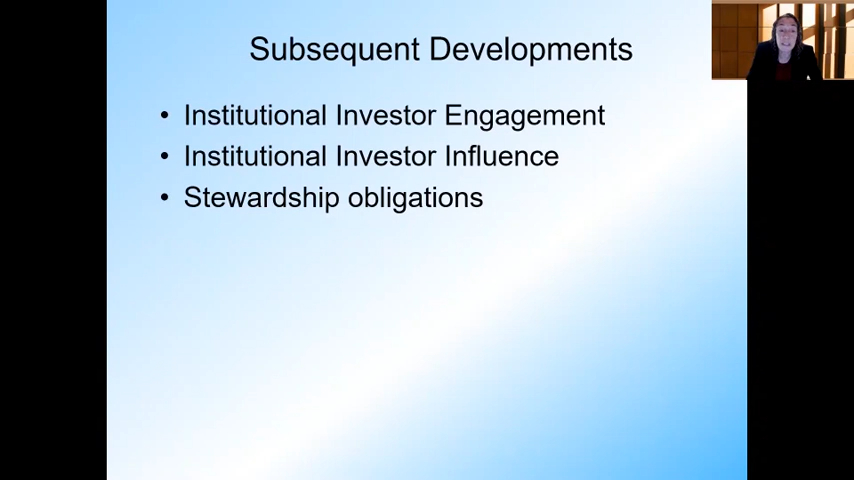 Subsequent Developments
• Institutional Investor Engagement
• Institutional Investor Influence
• Stewardship obligations